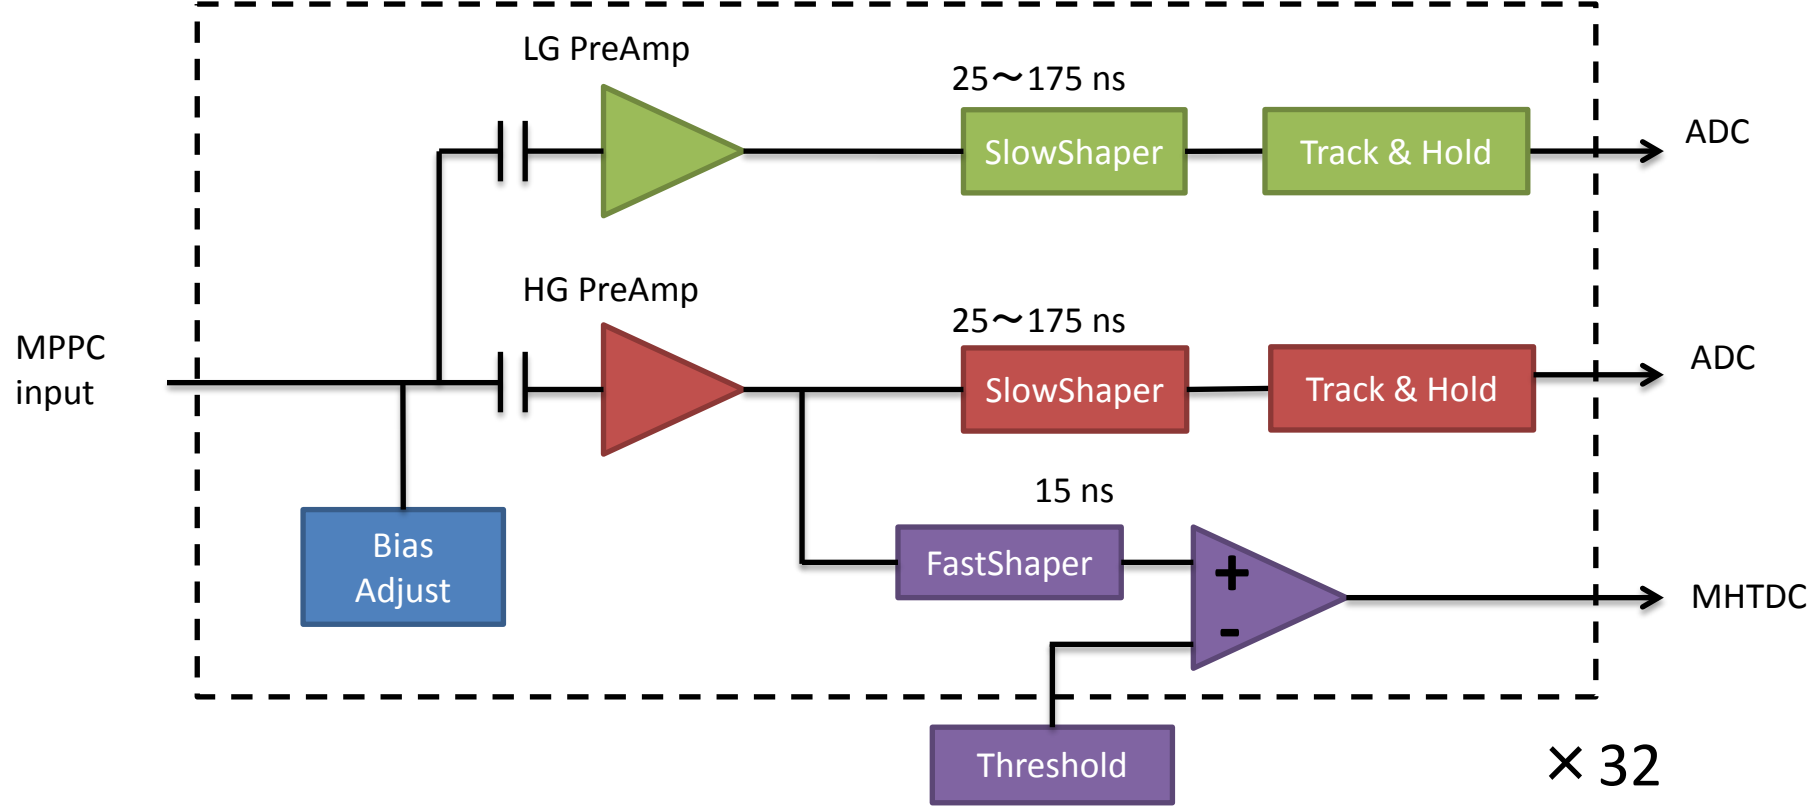 LG PreAmp
25～175 ns
SlowShaper
Track & Hold
ADC
HG PreAmp
25～175 ns
SlowShaper
Track & Hold
ADC
MPPC
input
15 ns
Bias
Adjust
FastShaper
+
-
MHTDC
Threshold
×32